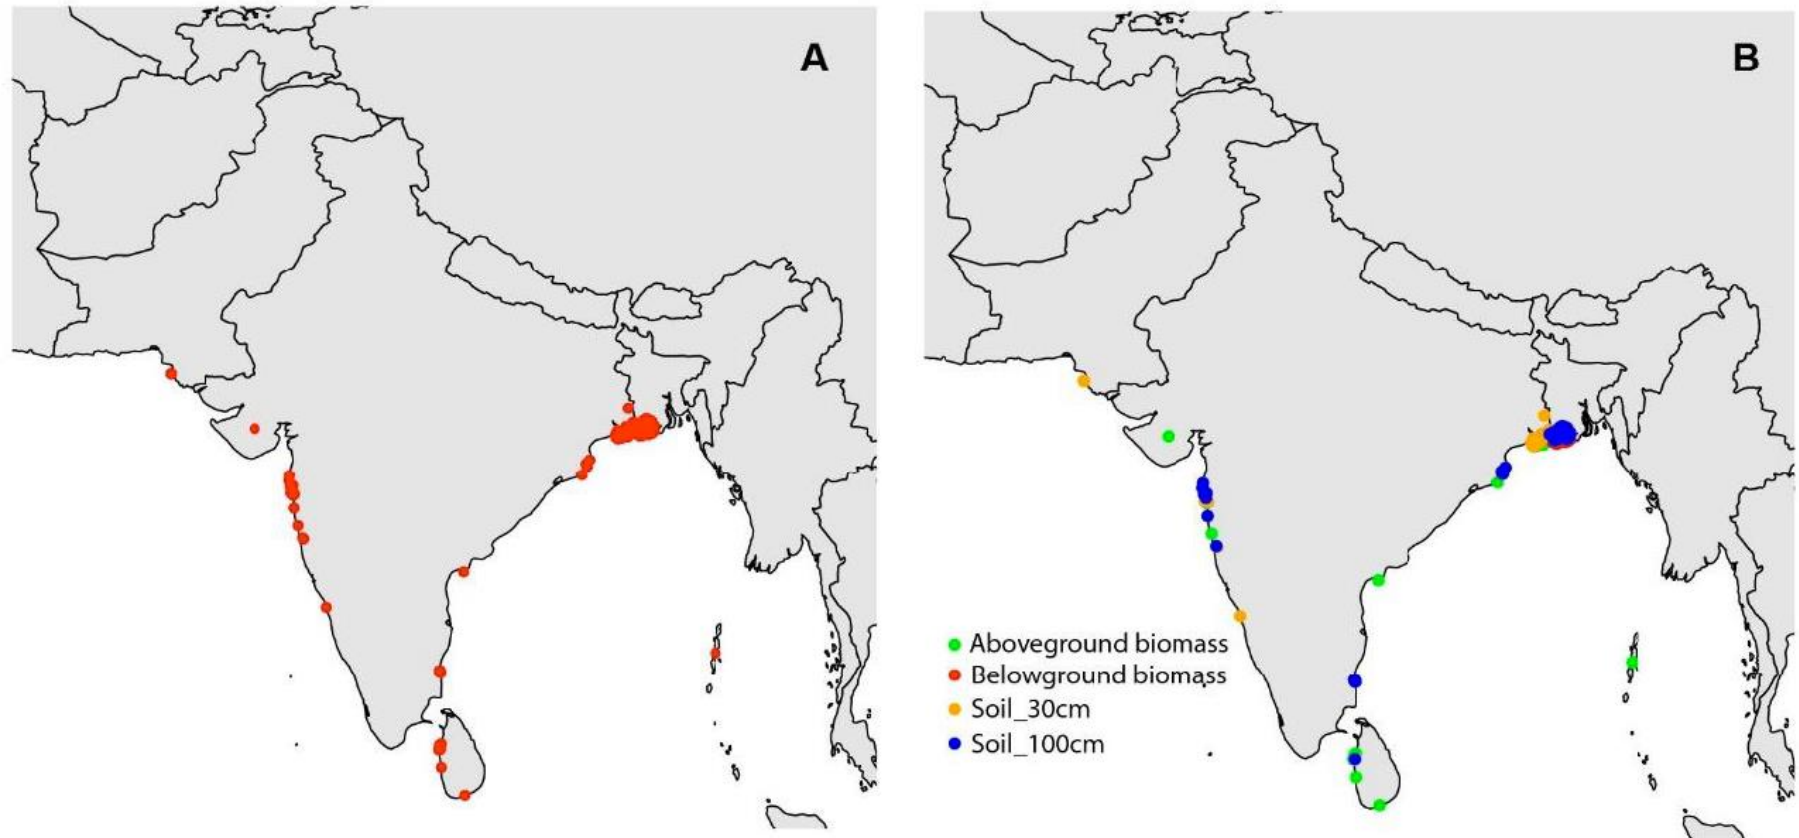 A
B
Aboveground biomass
Belowground biomass
Soil_30cm
Soil_100cm